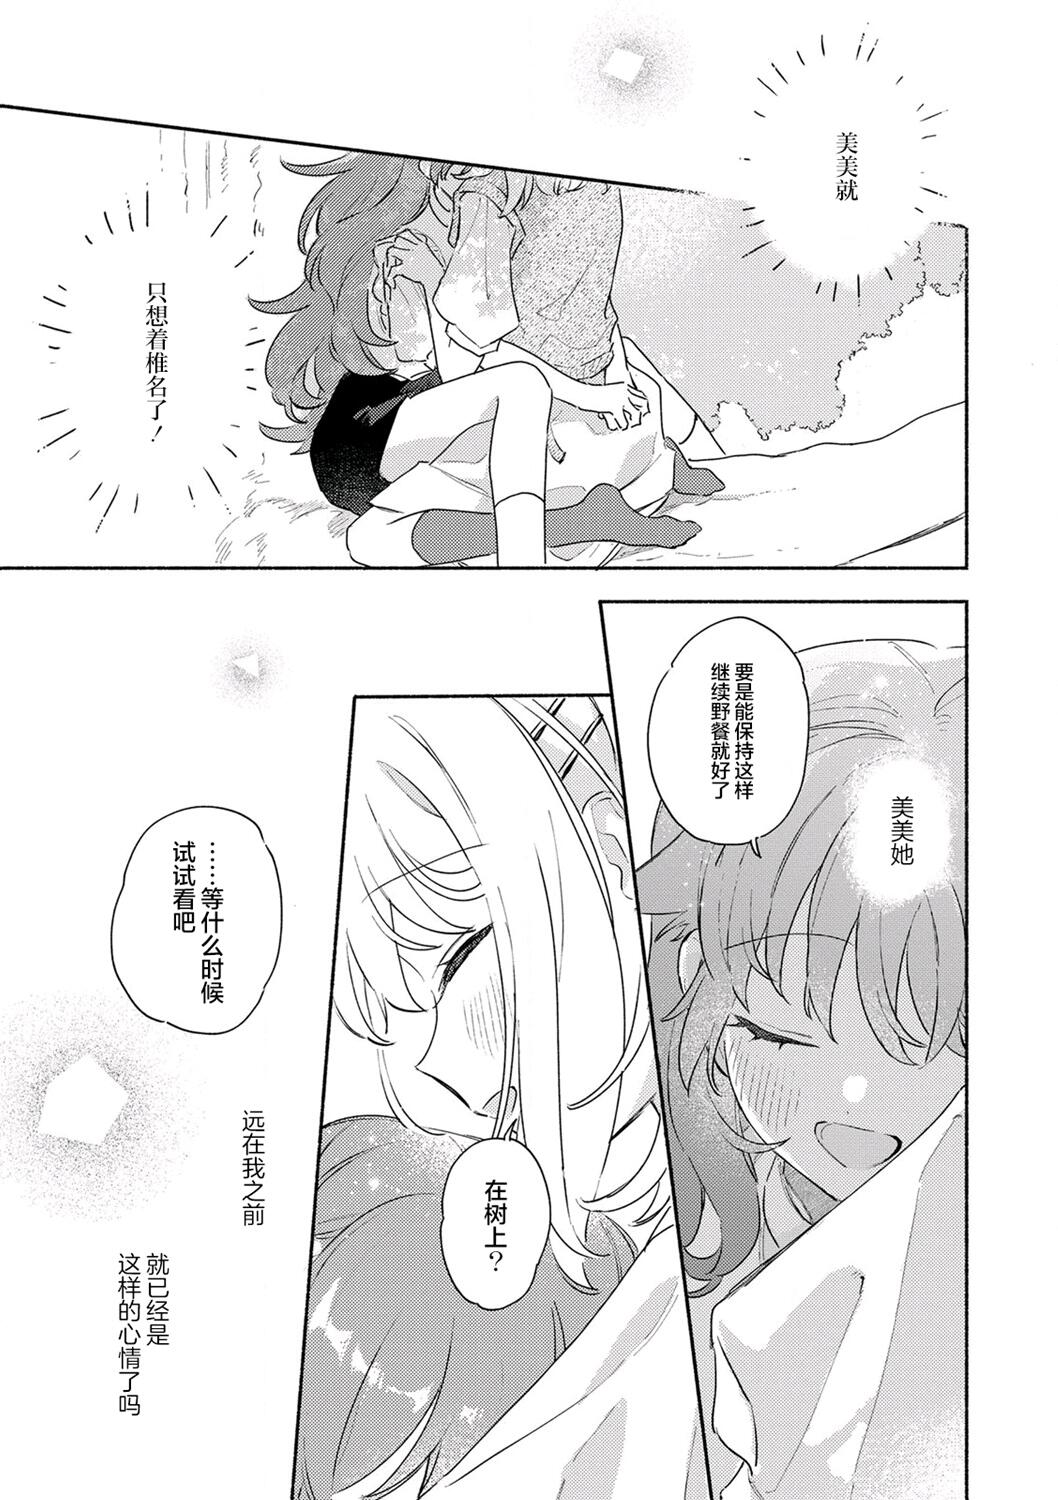 美美就
只想着椎名了！
要是能保持这样
继续野餐就好了
美美她
在树上？
……等什么时候
试试看吧
远在我之前
就已经是
这样的心情了吗